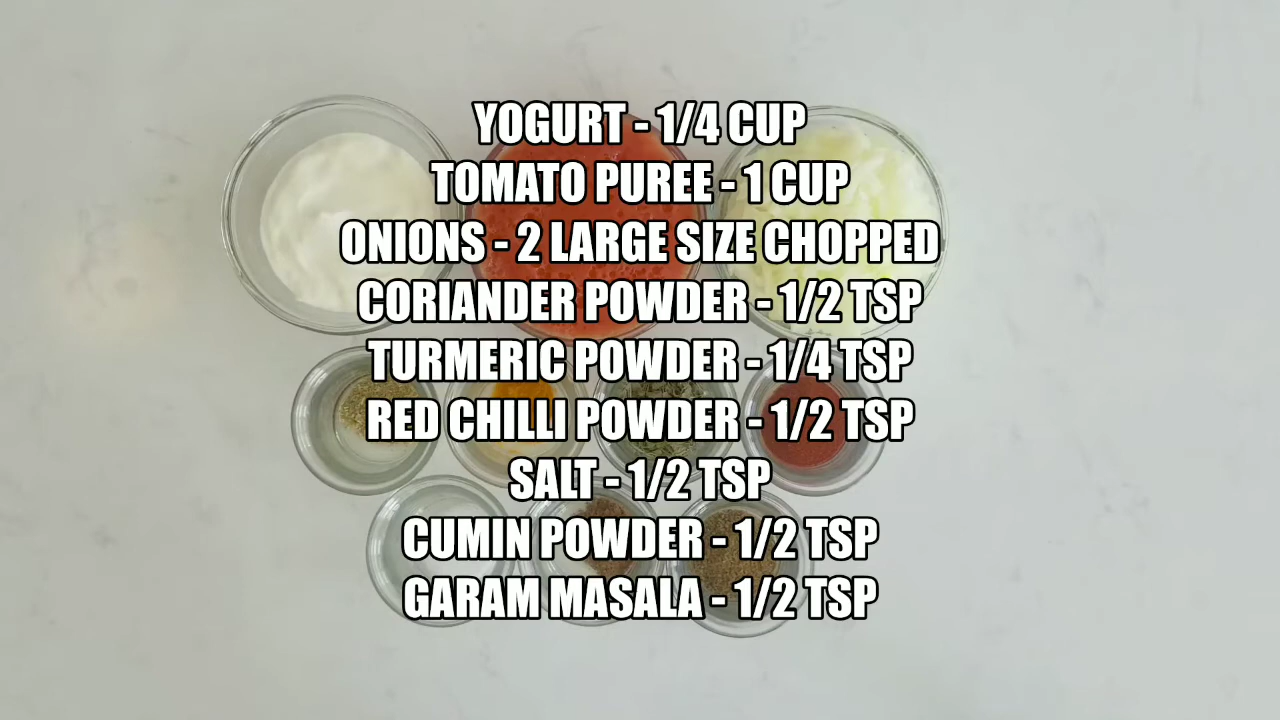 YOGURT - 1/4 CUP
TOMATO PUREE - 1 CUP
ONIONS - 2 LARGE SIZE CHOPPED
CORIANDER POWDER - 1/2 TSP
TURMERIC POWDER - 1/4 TSP
RED CHILLI POWDER - 1/2 TSP
SALT - 1/2 TSP
CUMIN POWDER - 1/2 TSP
GARAM MASALA - 1/2 TSP